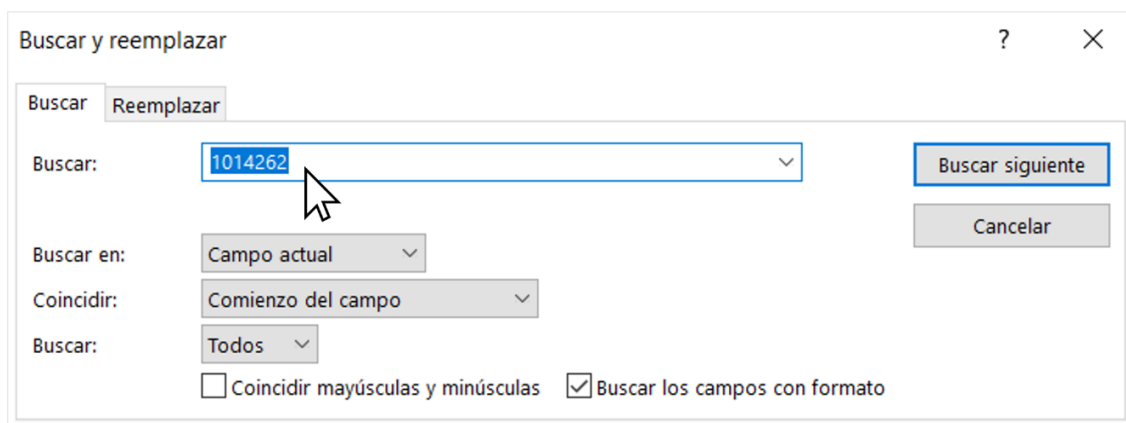 Buscar y reemplazar ?
Buscar Reemplazar
Buscar: 1014262 Buscar siguiente
Cancelar
Buscar en: Campo actual
Coincidir: Comienzo del campo
Buscar: Todos
Coincidir mayúsculas y minúsculas Buscar los campos con formato